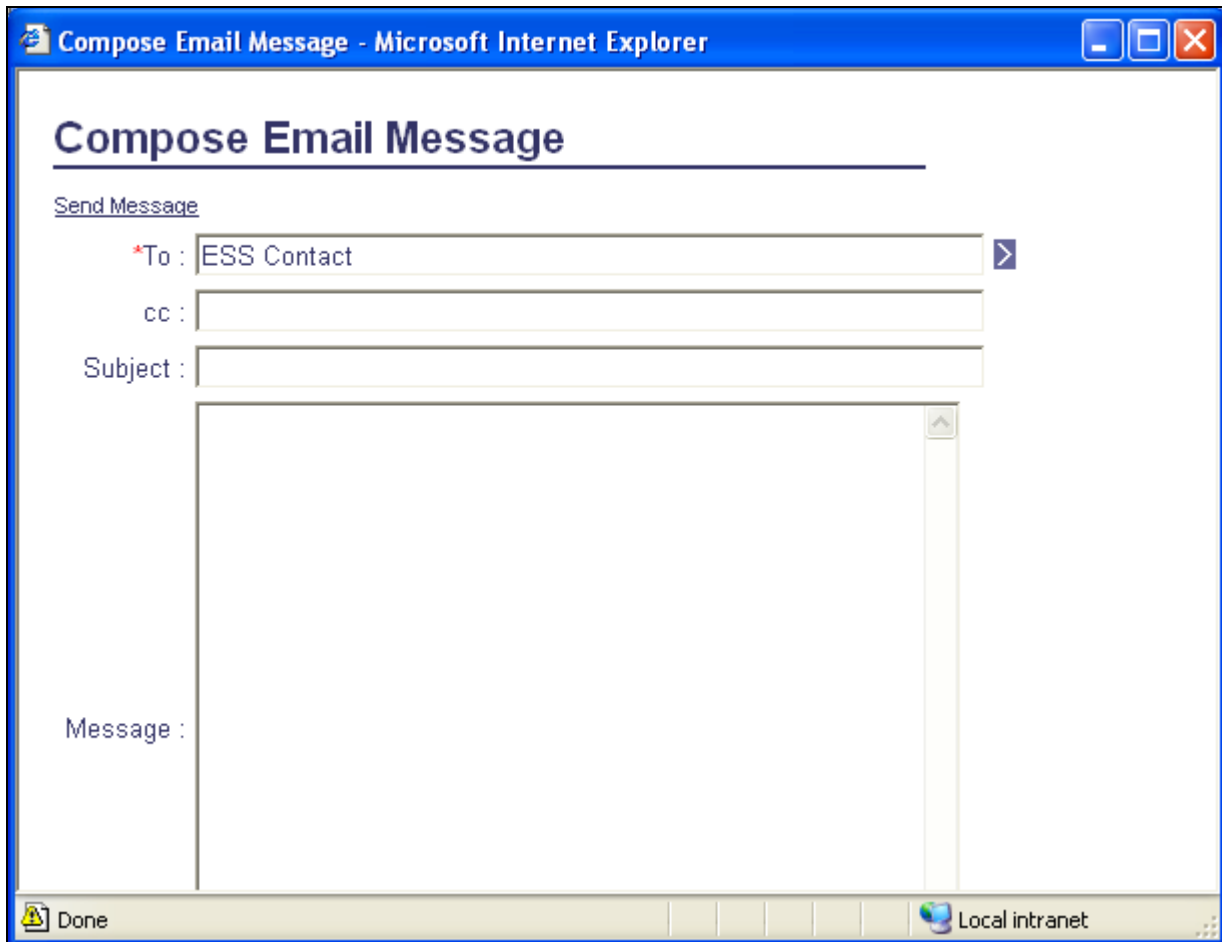 Compose Email Message - Microsoft Internet Explorer
Compose Email Message
Send Message
*To : ESS Contact
cc :
Subject :
Message :
Done Local intranet